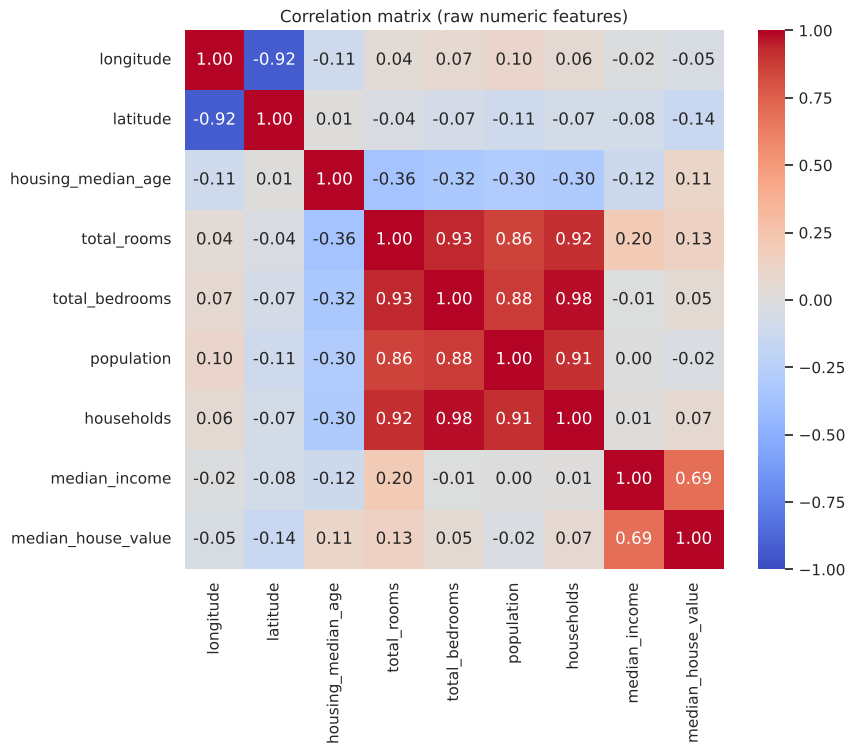 Correlation matrix (raw numeric features)
longitude 1.00 -0.92 -0.11 0.04 0.07 0.10 0.06 -0.02 -0.05
latitude -0.92 1.00 0.01 -0.04 -0.07 -0.11 -0.07 -0.08 -0.14
housing_median_age -0.11 0.01 1.00 -0.36 -0.32 -0.30 -0.30 -0.12 0.11
total_rooms 0.04 -0.04 -0.36 1.00 0.93 0.86 0.92 0.20 0.13
total_bedrooms 0.07 -0.07 -0.32 0.93 1.00 0.88 0.98 -0.01 0.05
population 0.10 -0.11 -0.30 0.86 0.88 1.00 0.91 0.00 -0.02
households 0.06 -0.07 -0.30 0.92 0.98 0.91 1.00 0.01 0.07
median_income -0.02 -0.08 -0.12 0.20 -0.01 0.00 0.01 1.00 0.69
median_house_value -0.05 -0.14 0.11 0.13 0.05 -0.02 0.07 0.69 1.00
longitude
latitude
housing_median_age
total_rooms
total_bedrooms
population
households
median_income
median_house_value
1.00
0.75
0.50
0.25
0.00
−0.25
−0.50
−0.75
−1.00